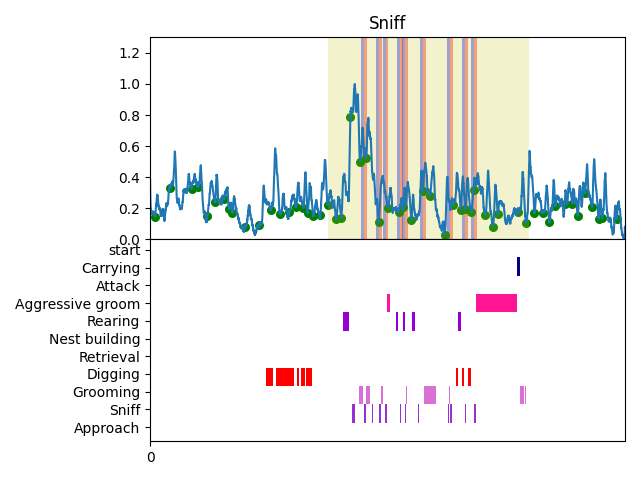 Sniff
1.2
1.0
0.8
0.6
0.4
0.2
0.0
start
Carrying
Attack
Aggressive groom
Rearing
Nest building
Retrieval
Digging
Grooming
Sniff
Approach
0